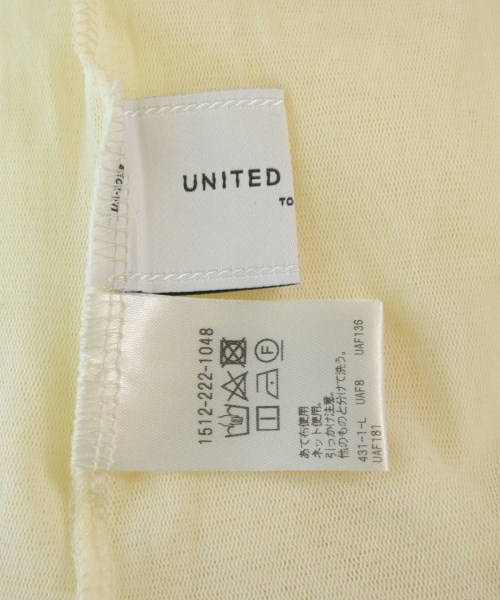 UNITED
TO
1512-222-1048
F
あて布使用
ネット使用。
引っかけ注意。
他のものと分けて洗う。
431-1-L UAF8 UAF136
UAF181